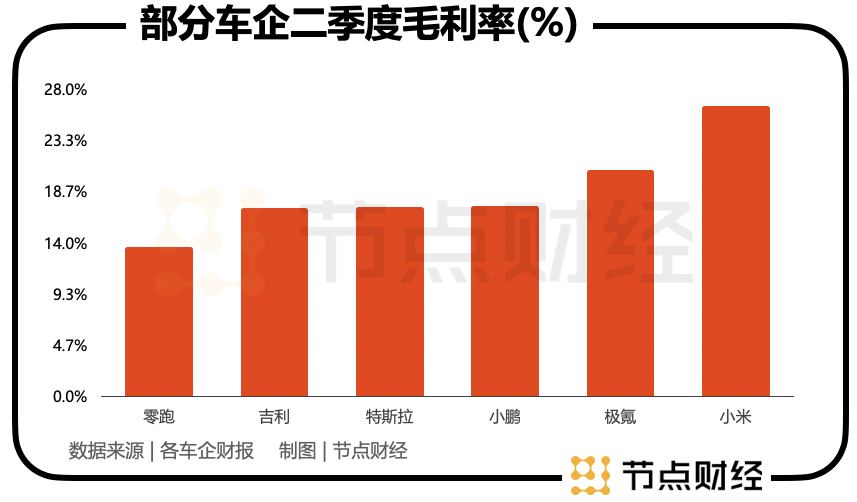 部分车企二季度毛利率(%)
28.0%
23.3%
18.7%
14.0%
9.3%
4.7%
0.0%
节点财经
零跑 吉利 特斯拉 小鹏 极氪 小米
数据来源 | 各车企财报 制图 | 节点财经
节点财经